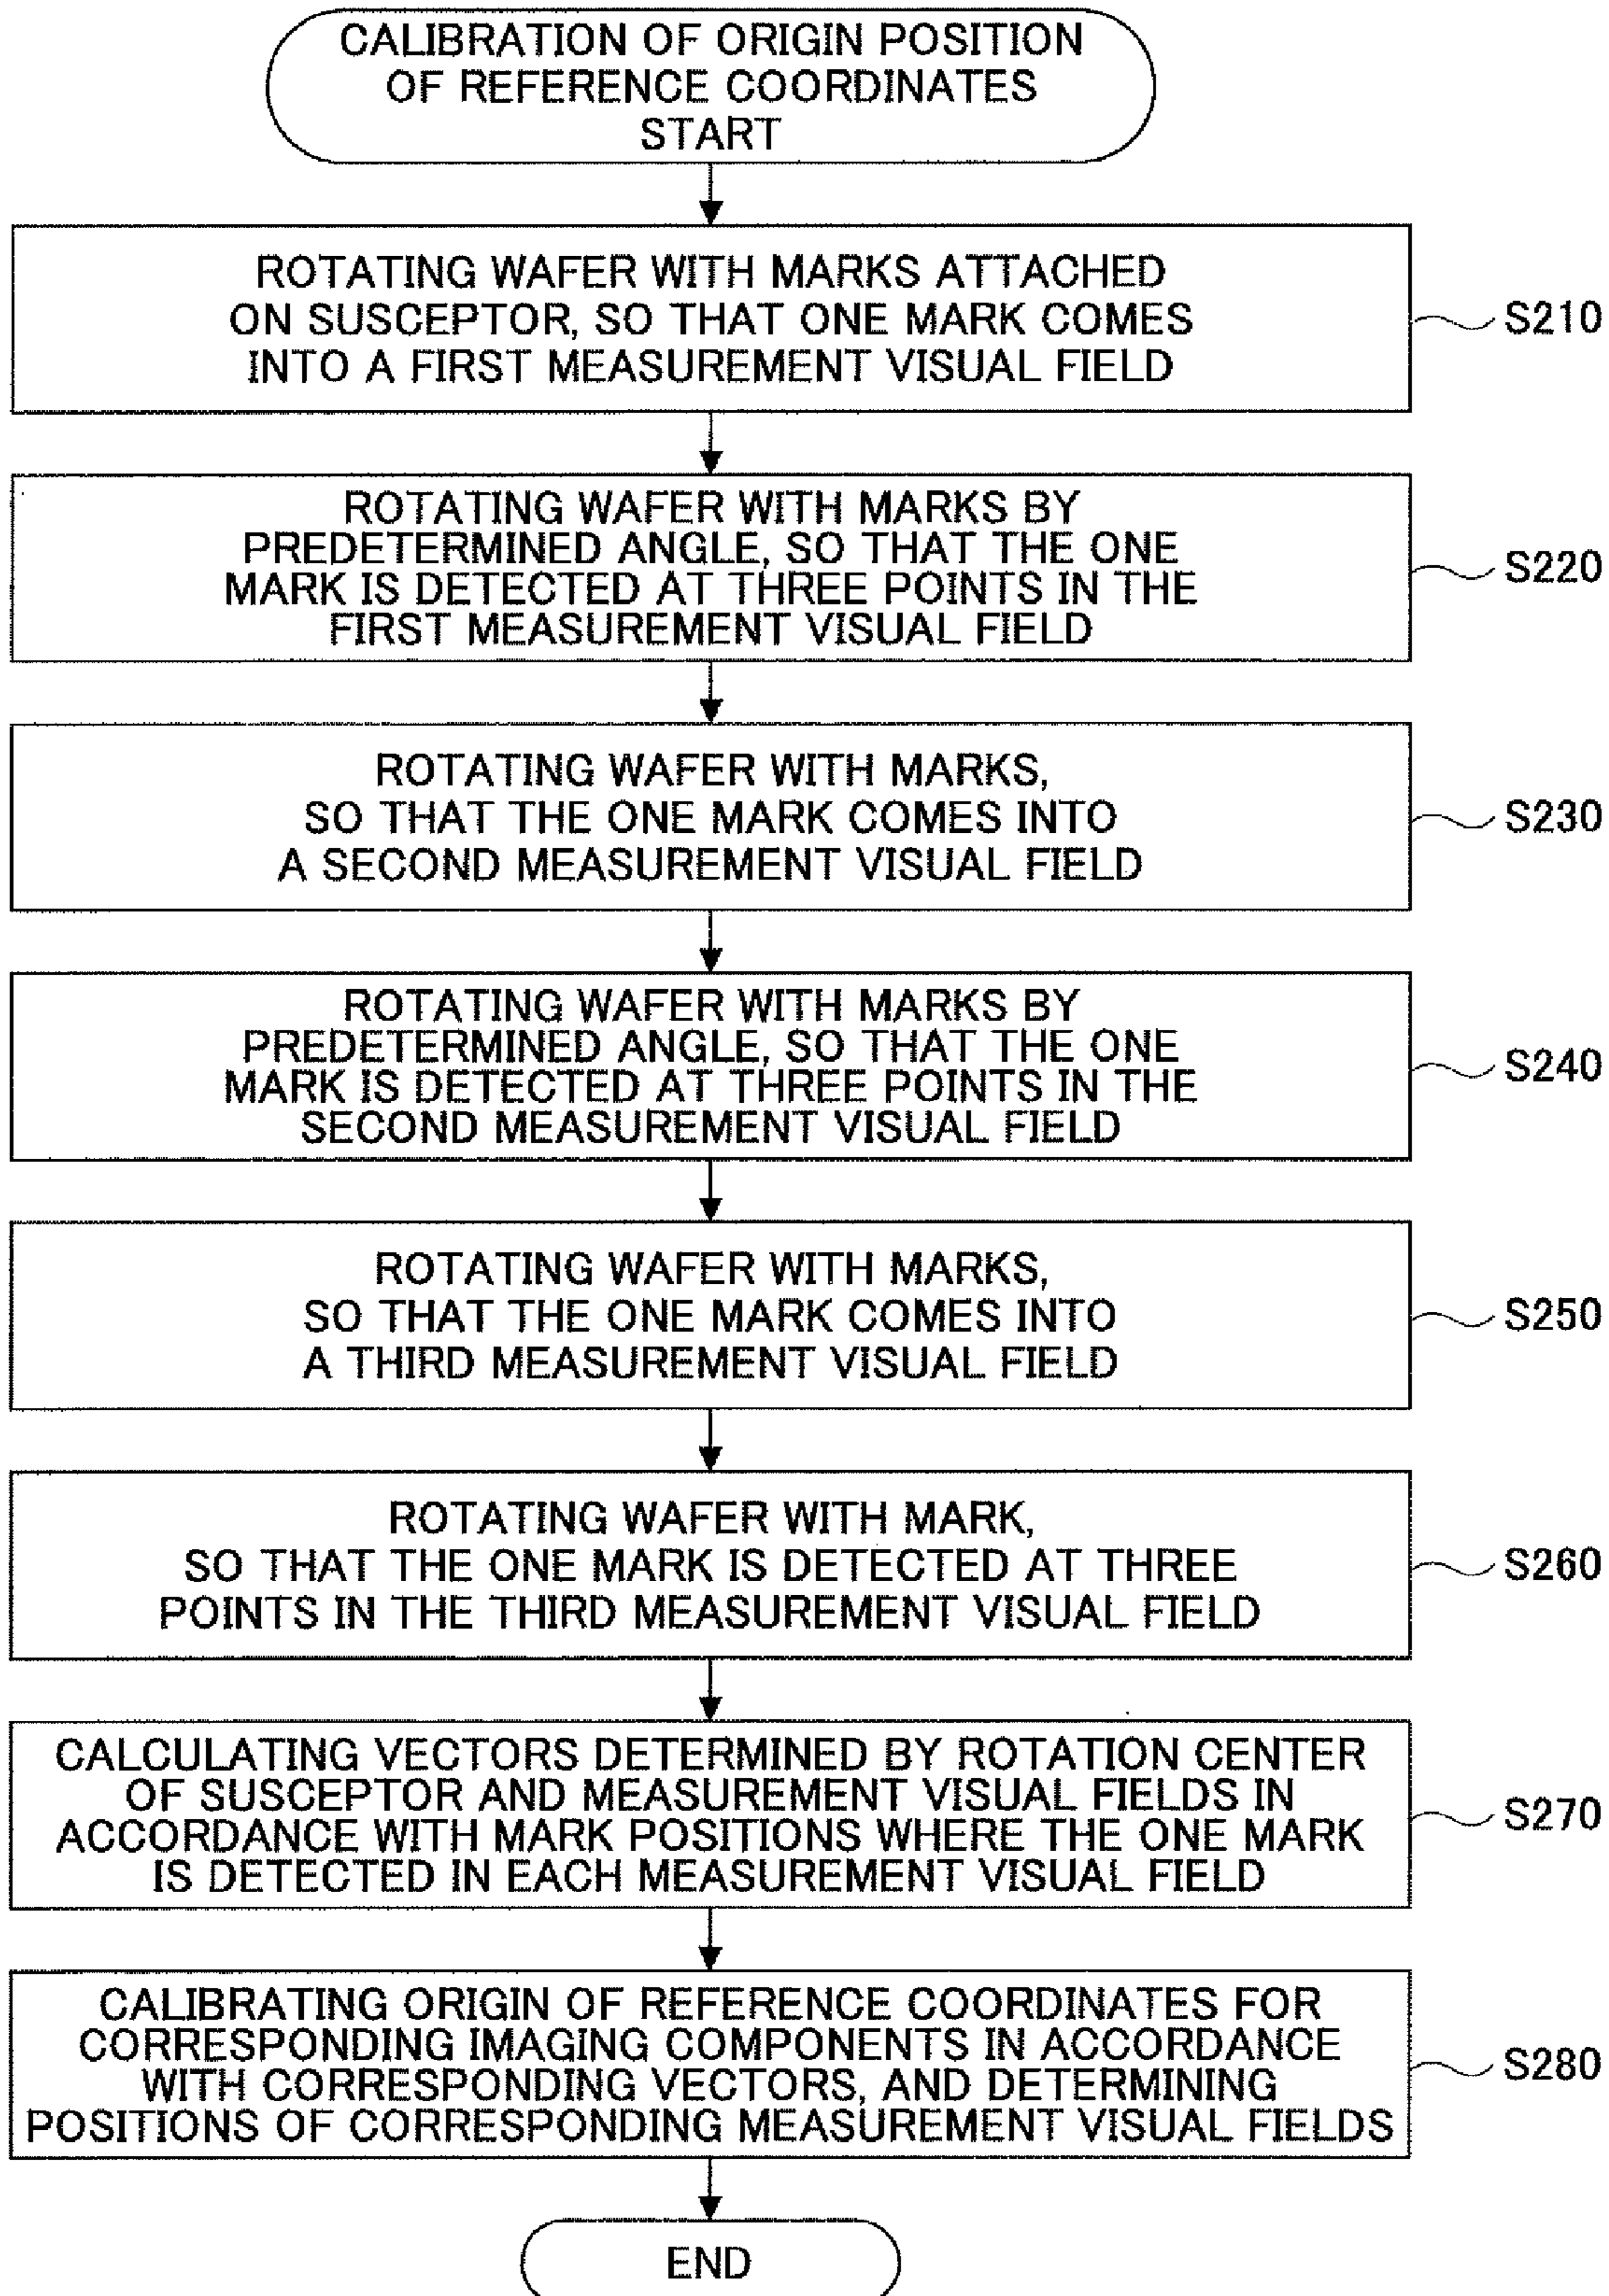 CALIBRATION OF ORIGIN POSITION
OF REFERENCE COORDINATES
START
ROTATING WAFER WITH MARKS ATTACHED
ON SUSCEPTOR, SO THAT ONE MARK COMES
INTO A FIRST MEASUREMENT VISUAL FIELD
S210
ROTATING WAFER WITH MARKS BY
PREDETERMINED ANGLE, SO THAT THE ONE
MARK IS DETECTED AT THREE POINTS IN THE
FIRST MEASUREMENT VISUAL FIELD
S220
ROTATING WAFER WITH MARKS,
SO THAT THE ONE MARK COMES INTO
A SECOND MEASUREMENT VISUAL FIELD
S230
ROTATING WAFER WITH MARKS BY
PREDETERMINED ANGLE, SO THAT THE ONE
MARK IS DETECTED AT THREE POINTS IN THE
SECOND MEASUREMENT VISUAL FIELD
S240
ROTATING WAFER WITH MARKS,
SO THAT THE ONE MARK COMES INTO
A THIRD MEASUREMENT VISUAL FIELD
S250
ROTATING WAFER WITH MARK,
SO THAT THE ONE MARK IS DETECTED AT THREE
POINTS IN THE THIRD MEASUREMENT VISUAL FIELD
S260
CALCULATING VECTORS DETERMINED BY ROTATION CENTER
OF SUSCEPTOR AND MEASUREMENT VISUAL FIELDS IN
ACCORDANCE WITH MARK POSITIONS WHERE THE ONE MARK
IS DETECTED IN EACH MEASUREMENT VISUAL FIELD
S270
CALIBRATING ORIGIN OF REFERENCE COORDINATES FOR
CORRESPONDING IMAGING COMPONENTS IN ACCORDANCE
WITH CORRESPONDING VECTORS, AND DETERMINING
POSITIONS OF CORRESPONDING MEASUREMENT VISUAL FIELDS
S280
END